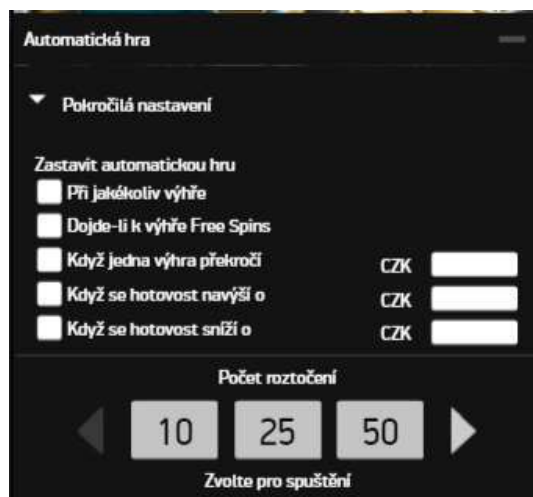 Automatická hra
Pokročilá nastavení
Zastavit automatickou hru
Při jakékoliv výhře
Dojde-li k výhře Free Spins
Když jedna výhra překročí CZK
Když se hotovost navýší o CZK
Když se hotovost sníží o CZK
Počet roztočení
10 25 50
Zvolte pro spuštění